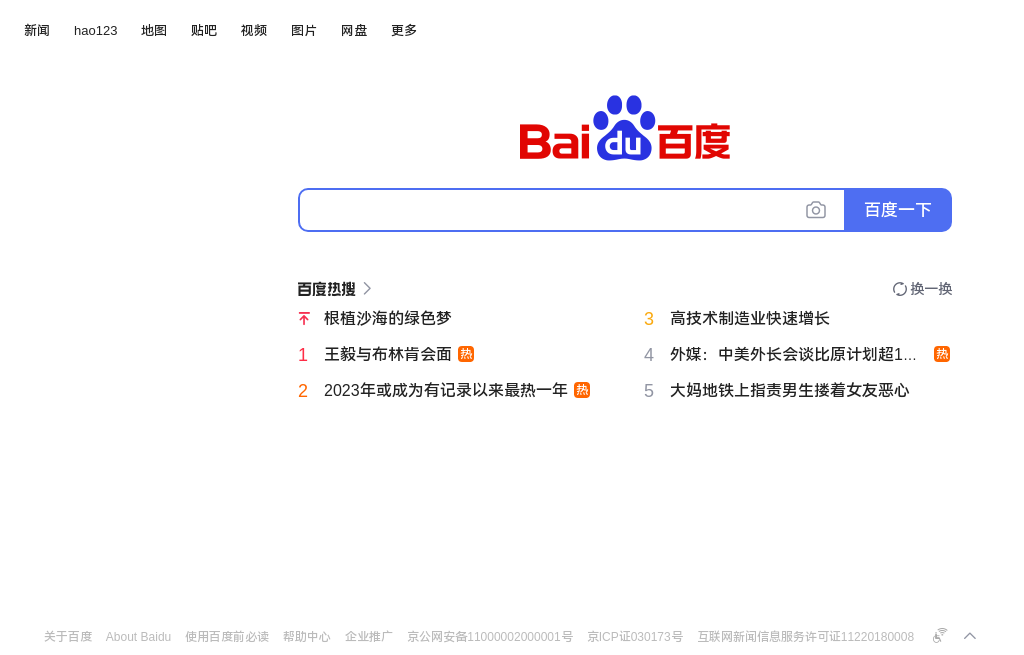 新闻 hao123 地图 贴吧 视频 图片 网盘 更多
Bai du 百度
百度一下
百度热搜 换一换
根植沙海的绿色梦
1 王毅与布林肯会面 热
2 2023年或成为有记录以来最热一年 热
3 高技术制造业快速增长
4 外媒：中美外长会谈比原计划超1... 热
5 大妈地铁上指责男生搂着女友恶心
关于百度 About Baidu 使用百度前必读 帮助中心 企业推广 京公网安备11000002000001号 京ICP证030173号 互联网新闻信息服务许可证11220180008